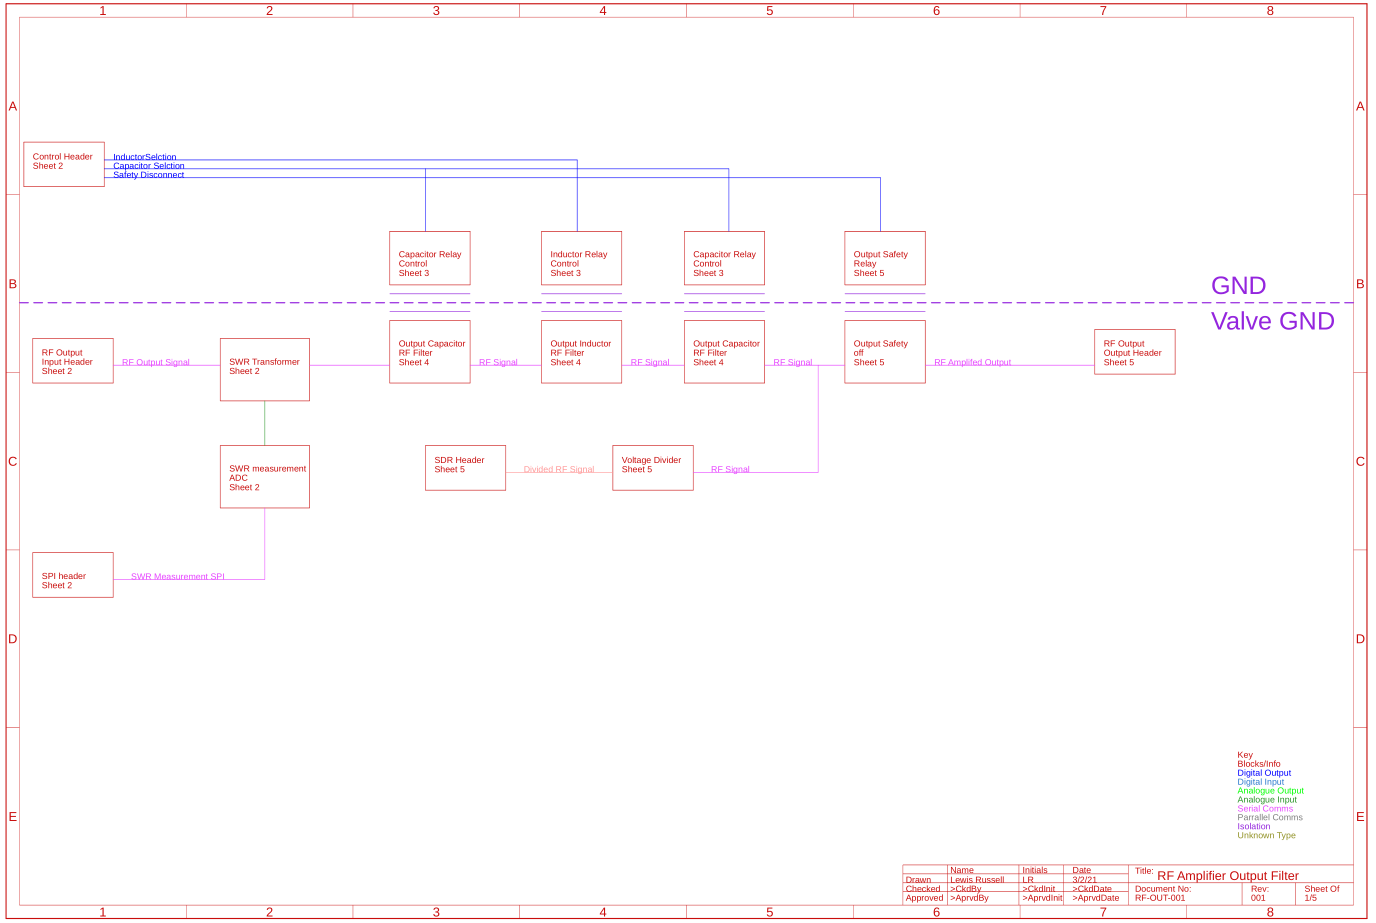 1 2 3 4 5 6 7 8
A A
Control Header
Sheet 2
InductorSelction
Capacitor Selction
Safety Disconnect
Capacitor Relay
Control
Sheet 3
Inductor Relay
Control
Sheet 3
Capacitor Relay
Control
Sheet 3
Output Safety
Relay
Sheet 5
B B
GND
Valve GND
RF Output
Input Header
Sheet 2
RF Output Signal
SWR Transformer
Sheet 2
Output Capacitor
RF Filter
Sheet 4
RF Signal
Output Inductor
RF Filter
Sheet 4
RF Signal
Output Capacitor
RF Filter
Sheet 4
RF Signal
Output Safety
off
Sheet 5
RF Amplifed Output
RF Output
Output Header
Sheet 5
C C
SWR measurement
ADC
Sheet 2
SDR Header
Sheet 5
Divided RF Signal
Voltage Divider
Sheet 5
RF Signal
SPI header
Sheet 2
SWR Measurement SPI
D D
Key
Blocks/Info
Digital Output
Digital Input
Analogue Output
Analogue Input
Serial Comms
Parrallel Comms
Isolation
Unknown Type
E E
Name Initials Date
Drawn Lewis Russell LR 3/2/21
Checked >CkdBy >CkdInit >CkdDate
Approved >AprvdBy >AprvdInit >AprvdDate
Title: RF Amplifier Output Filter
Document No: Rev: Sheet Of
RF-OUT-001 001 1/5
1 2 3 4 5 6 7 8